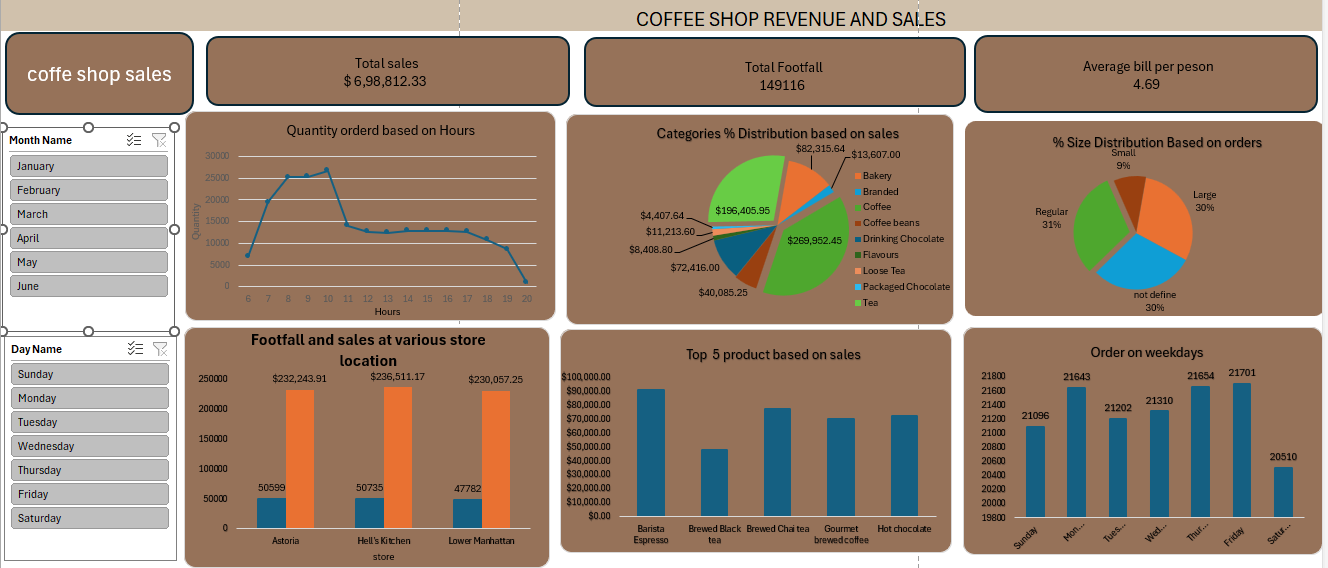 COFFEE SHOP REVENUE AND SALES
coffe shop sales
Total sales
$ 6,98,812.33
Total Footfall
149116
Average bill per peson
4.69
Month Name
January
February
March
April
May
June
Day Name
Sunday
Monday
Tuesday
Wednesday
Thursday
Friday
Saturday
Quantity orderd based on Hours
Quantity
30000
25000
20000
15000
10000
5000
0
6 7 8 9 10 11 12 13 14 15 16 17 18 19 20
Hours
Categories % Distribution based on sales
$82,315.64
$13,607.00
$269,952.45
$40,085.25
$72,416.00
$8,408.80
$11,213.60
$4,407.64
$196,405.95
Bakery
Branded
Coffee
Coffee beans
Drinking Chocolate
Flavours
Loose Tea
Packaged Chocolate
Tea
% Size Distribution Based on orders
Small
9%
Large
30%
Regular
31%
not define
30%
Footfall and sales at various store
location
250000
200000
150000
100000
50000
0
$232,243.91
$236,511.17
$230,057.25
50599
50735
47782
Astoria
Hell's Kitchen
Lower Manhattan
store
Top 5 product based on sales
$100,000.00
$90,000.00
$80,000.00
$70,000.00
$60,000.00
$50,000.00
$40,000.00
$30,000.00
$20,000.00
$10,000.00
$0.00
Barista
Espresso
Brewed Black
tea
Brewed Chai tea
Gourmet
brewed coffee
Hot chocolate
Order on weekdays
21800
21600
21400
21200
21000
20800
20600
20400
20200
20000
19800
21096
21643
21202
21310
21654
21701
20510
Sunday
Mon...
Tues...
Wed...
Thur...
Friday
Satur...